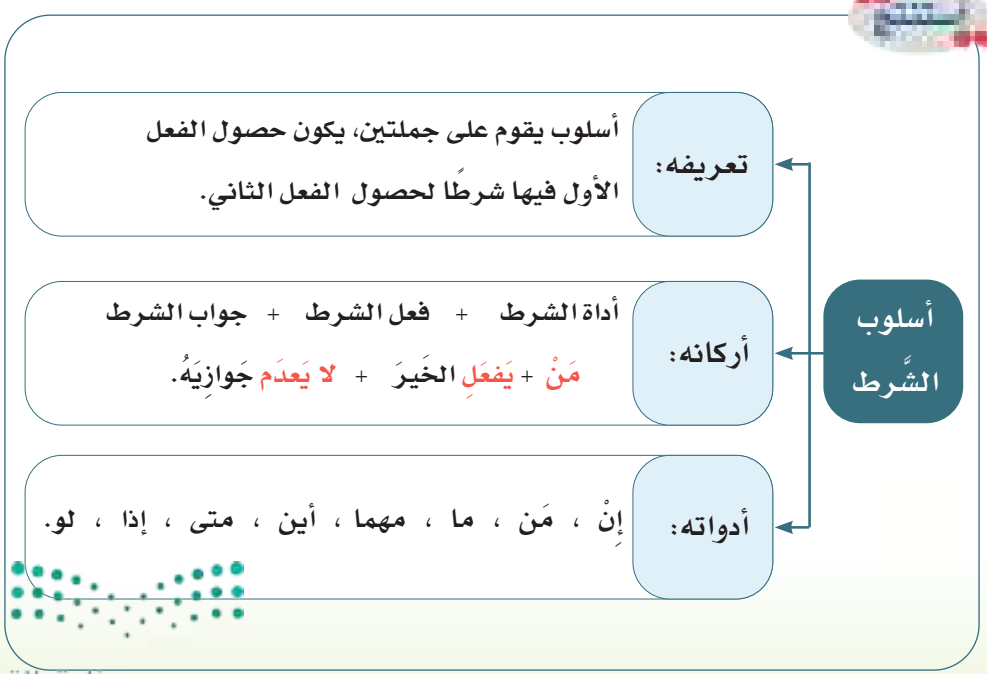 أستنتج
أسلوب
الشَّرط
تعريفه:
أسلوب يقوم على جملتين، يكون حصول الفعل
الأول فيها شرطًا لحصول الفعل الثاني.
أركانه:
أداة الشرط + فعل الشرط + جواب الشرط
مَنْ + يَفعَلِ الخَيرَ + لا يَعدَم جَوازِيَهُ.
أدواته:
إِنْ ، مَن ، ما ، مهما ، أين ، متى ، إذا ، لو.